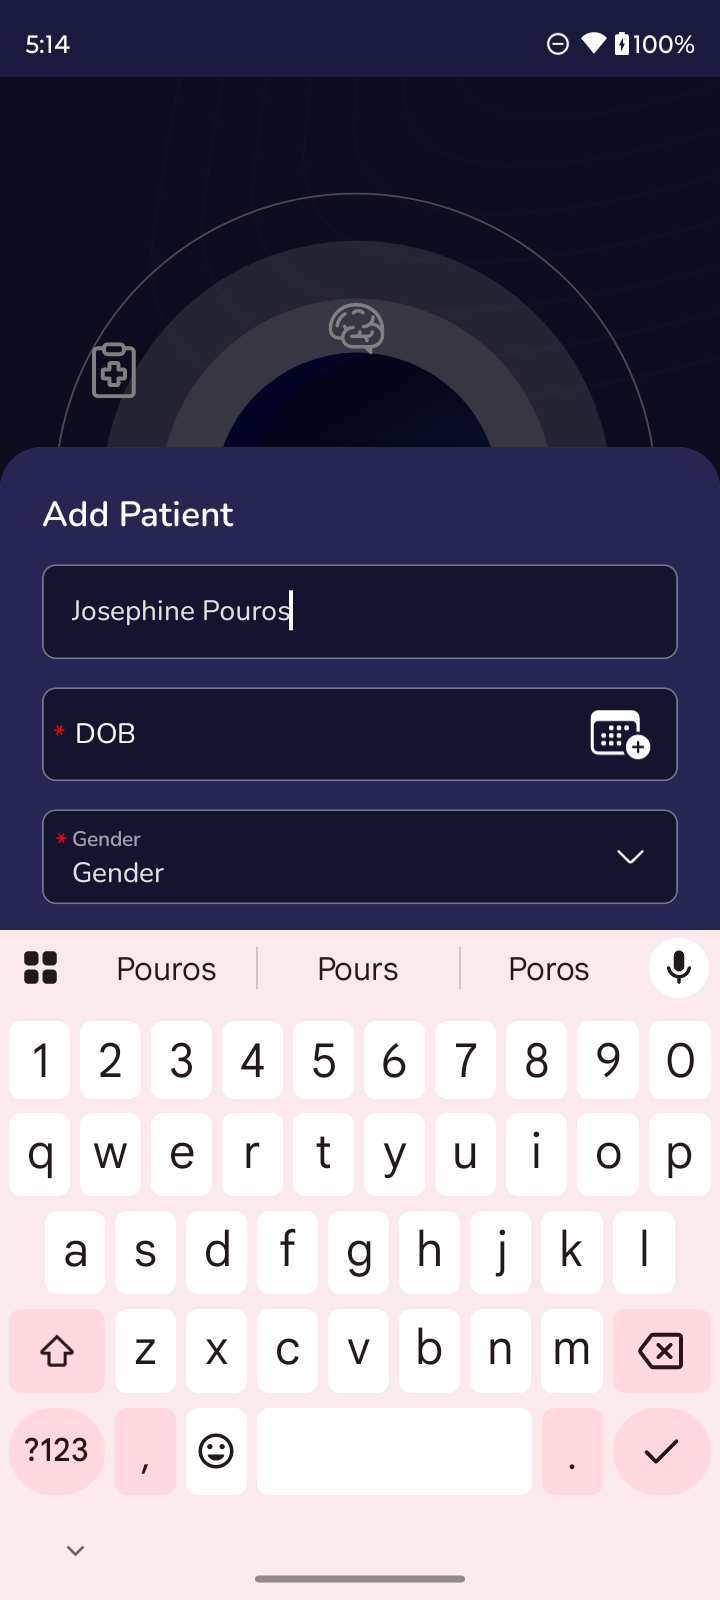 5:14
100%
Add Patient
Josephine Pouros
* DOB
* Gender
Gender
Pouros
Pours
Poros
1 2 3 4 5 6 7 8 9 0
q w e r t y u i o p
a s d f g h j k l
z x c v b n m
?123 , .